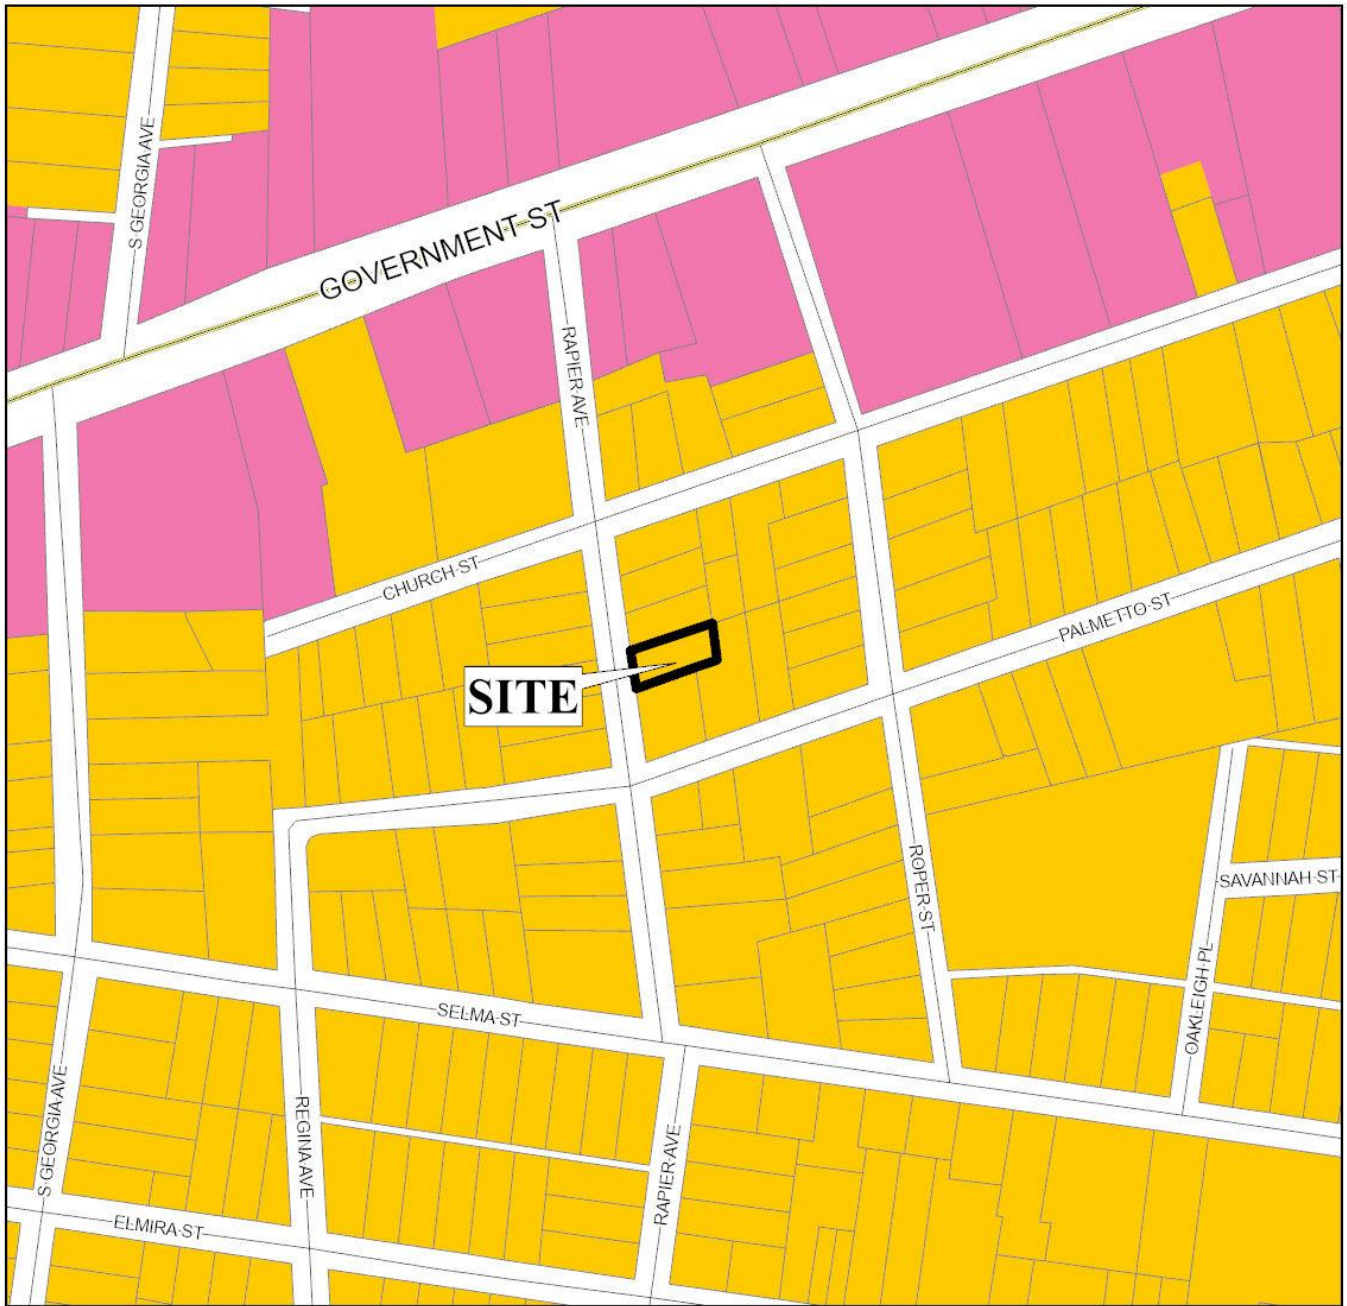 S GEORGIA AVE
GOVERNMENT ST
RAPIER AVE
CHURCH ST
PALMETTO ST
SITE
ROPER ST
SAVANNAH ST
OAKLEIGH PL
SELMA ST
S GEORGIA AVE
REGINA AVE
RAPIER AVE
ELMIRA ST